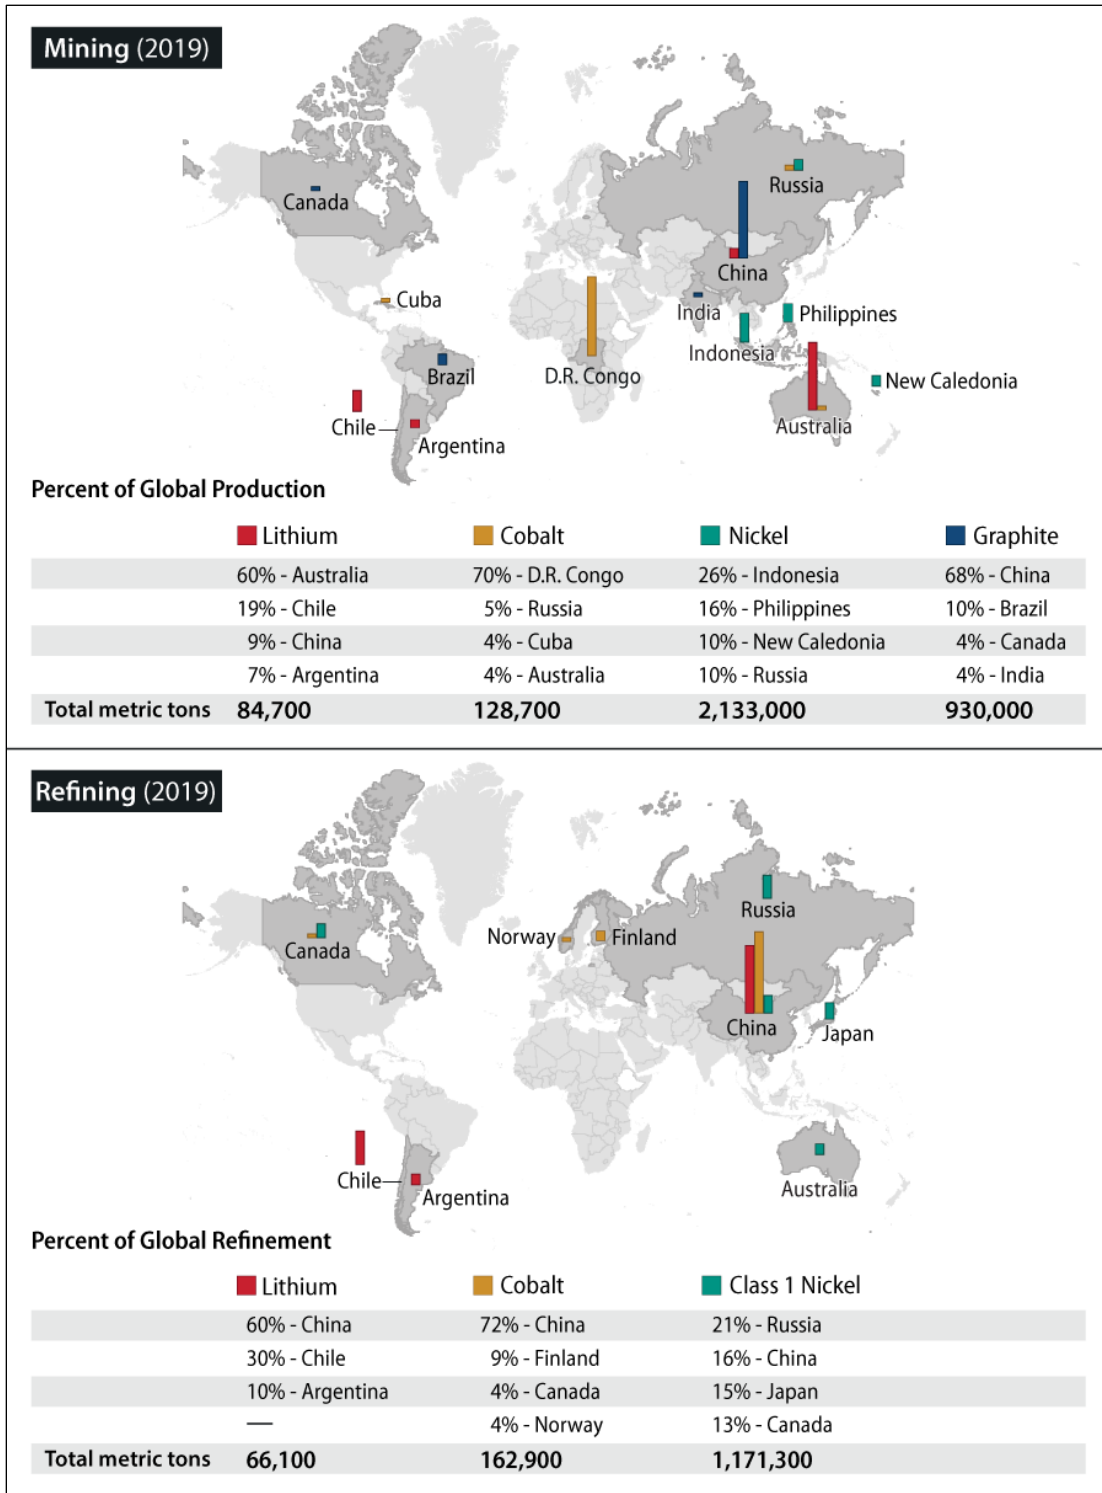 Mining (2019)
Canada
Russia
China
Cuba
India
Philippines
Indonesia
Brazil
D.R. Congo
New Caledonia
Chile
Argentina
Australia
Percent of Global Production
Lithium Cobalt Nickel Graphite
60% - Australia 70% - D.R. Congo 26% - Indonesia 68% - China
19% - Chile 5% - Russia 16% - Philippines 10% - Brazil
9% - China 4% - Cuba 10% - New Caledonia 4% - Canada
7% - Argentina 4% - Australia 10% - Russia 4% - India
Total metric tons 84,700 128,700 2,133,000 930,000
Refining (2019)
Russia
Canada
Norway
Finland
China
Japan
Chile
Argentina
Australia
Percent of Global Refinement
Lithium Cobalt Class 1 Nickel
60% - China 72% - China 21% - Russia
30% - Chile 9% - Finland 16% - China
10% - Argentina 4% - Canada 15% - Japan
— 4% - Norway 13% - Canada
Total metric tons 66,100 162,900 1,171,300